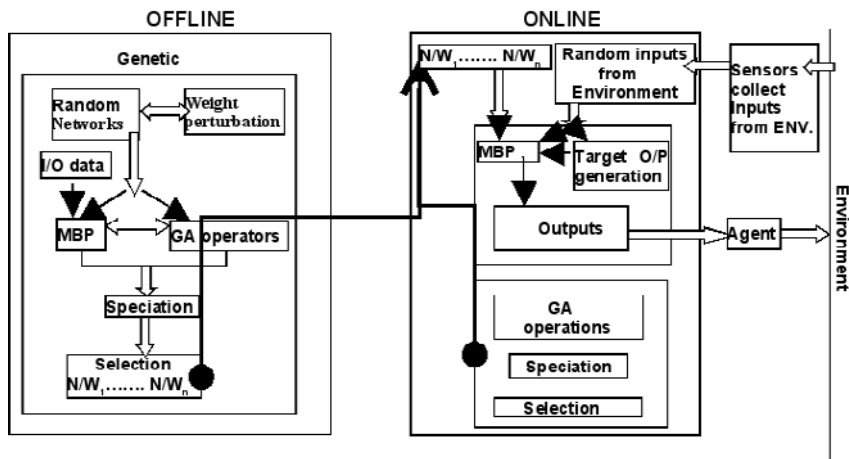 OFFLINE
ONLINE
Genetic
Random
Networks
Weight
perturbation
I/O data
MBP
GA operators
Speciation
Selection
N/W1……. N/Wn
N/W1……. N/Wn
Random inputs
from
Environment
Sensors
collect
Inputs
from ENV.
MBP
Target O/P
generation
Outputs
Agent
Environment
GA
operations
Speciation
Selection